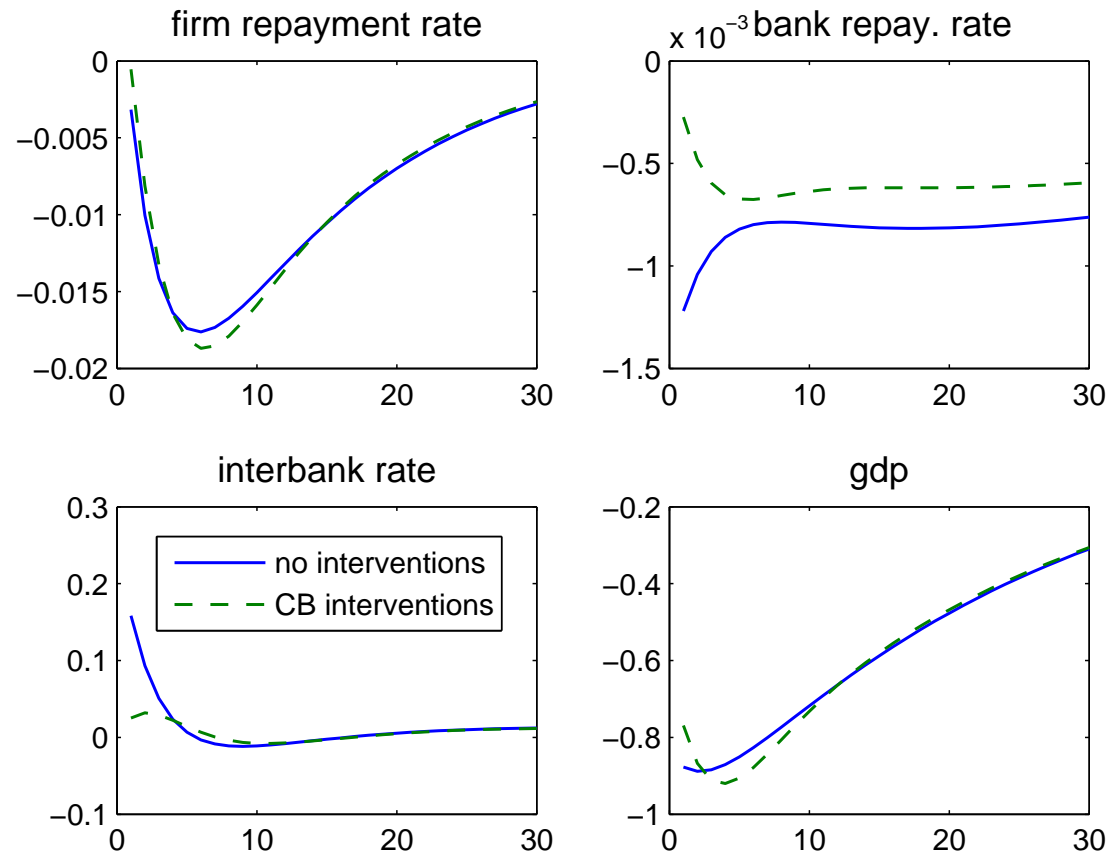 firm repayment rate
0
−0.005
−0.01
−0.015
−0.02
0 10 20 30
x 10−3 bank repay. rate
0
−0.5
−1
−1.5
0 10 20 30
interbank rate
0.3
0.2
0.1
0
−0.1
0 10 20 30
no interventions
CB interventions
gdp
−0.2
−0.4
−0.6
−0.8
−1
0 10 20 30